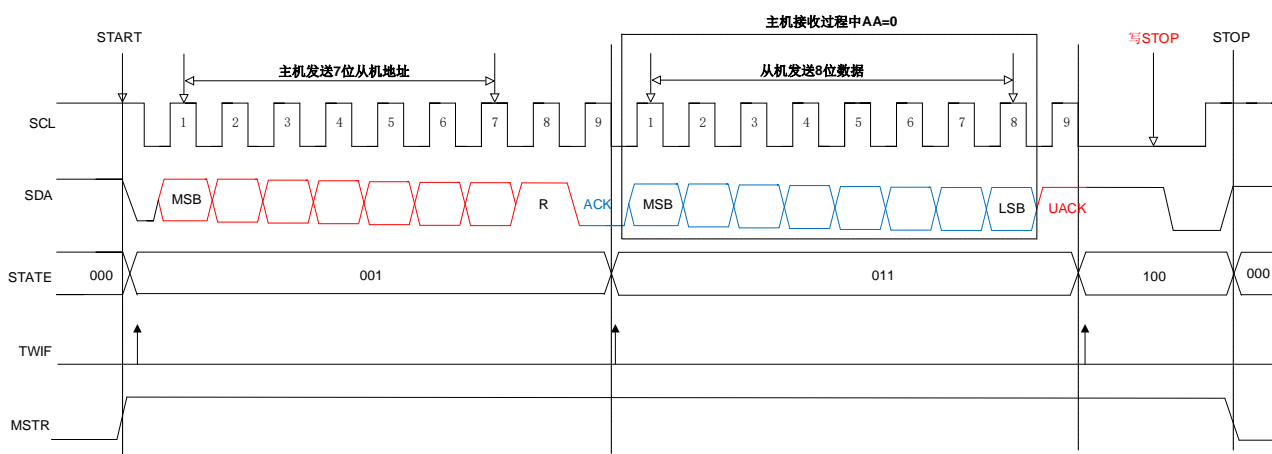 主机接收过程中AA=0
START
写STOP
STOP
主机发送7位从机地址
从机发送8位数据
SCL
1 2 3 4 5 6 7 8 9 1 2 3 4 5 6 7 8 9
SDA
MSB R ACK MSB LSB UACK
STATE 000 001 011 100 000
TWIF
MSTR